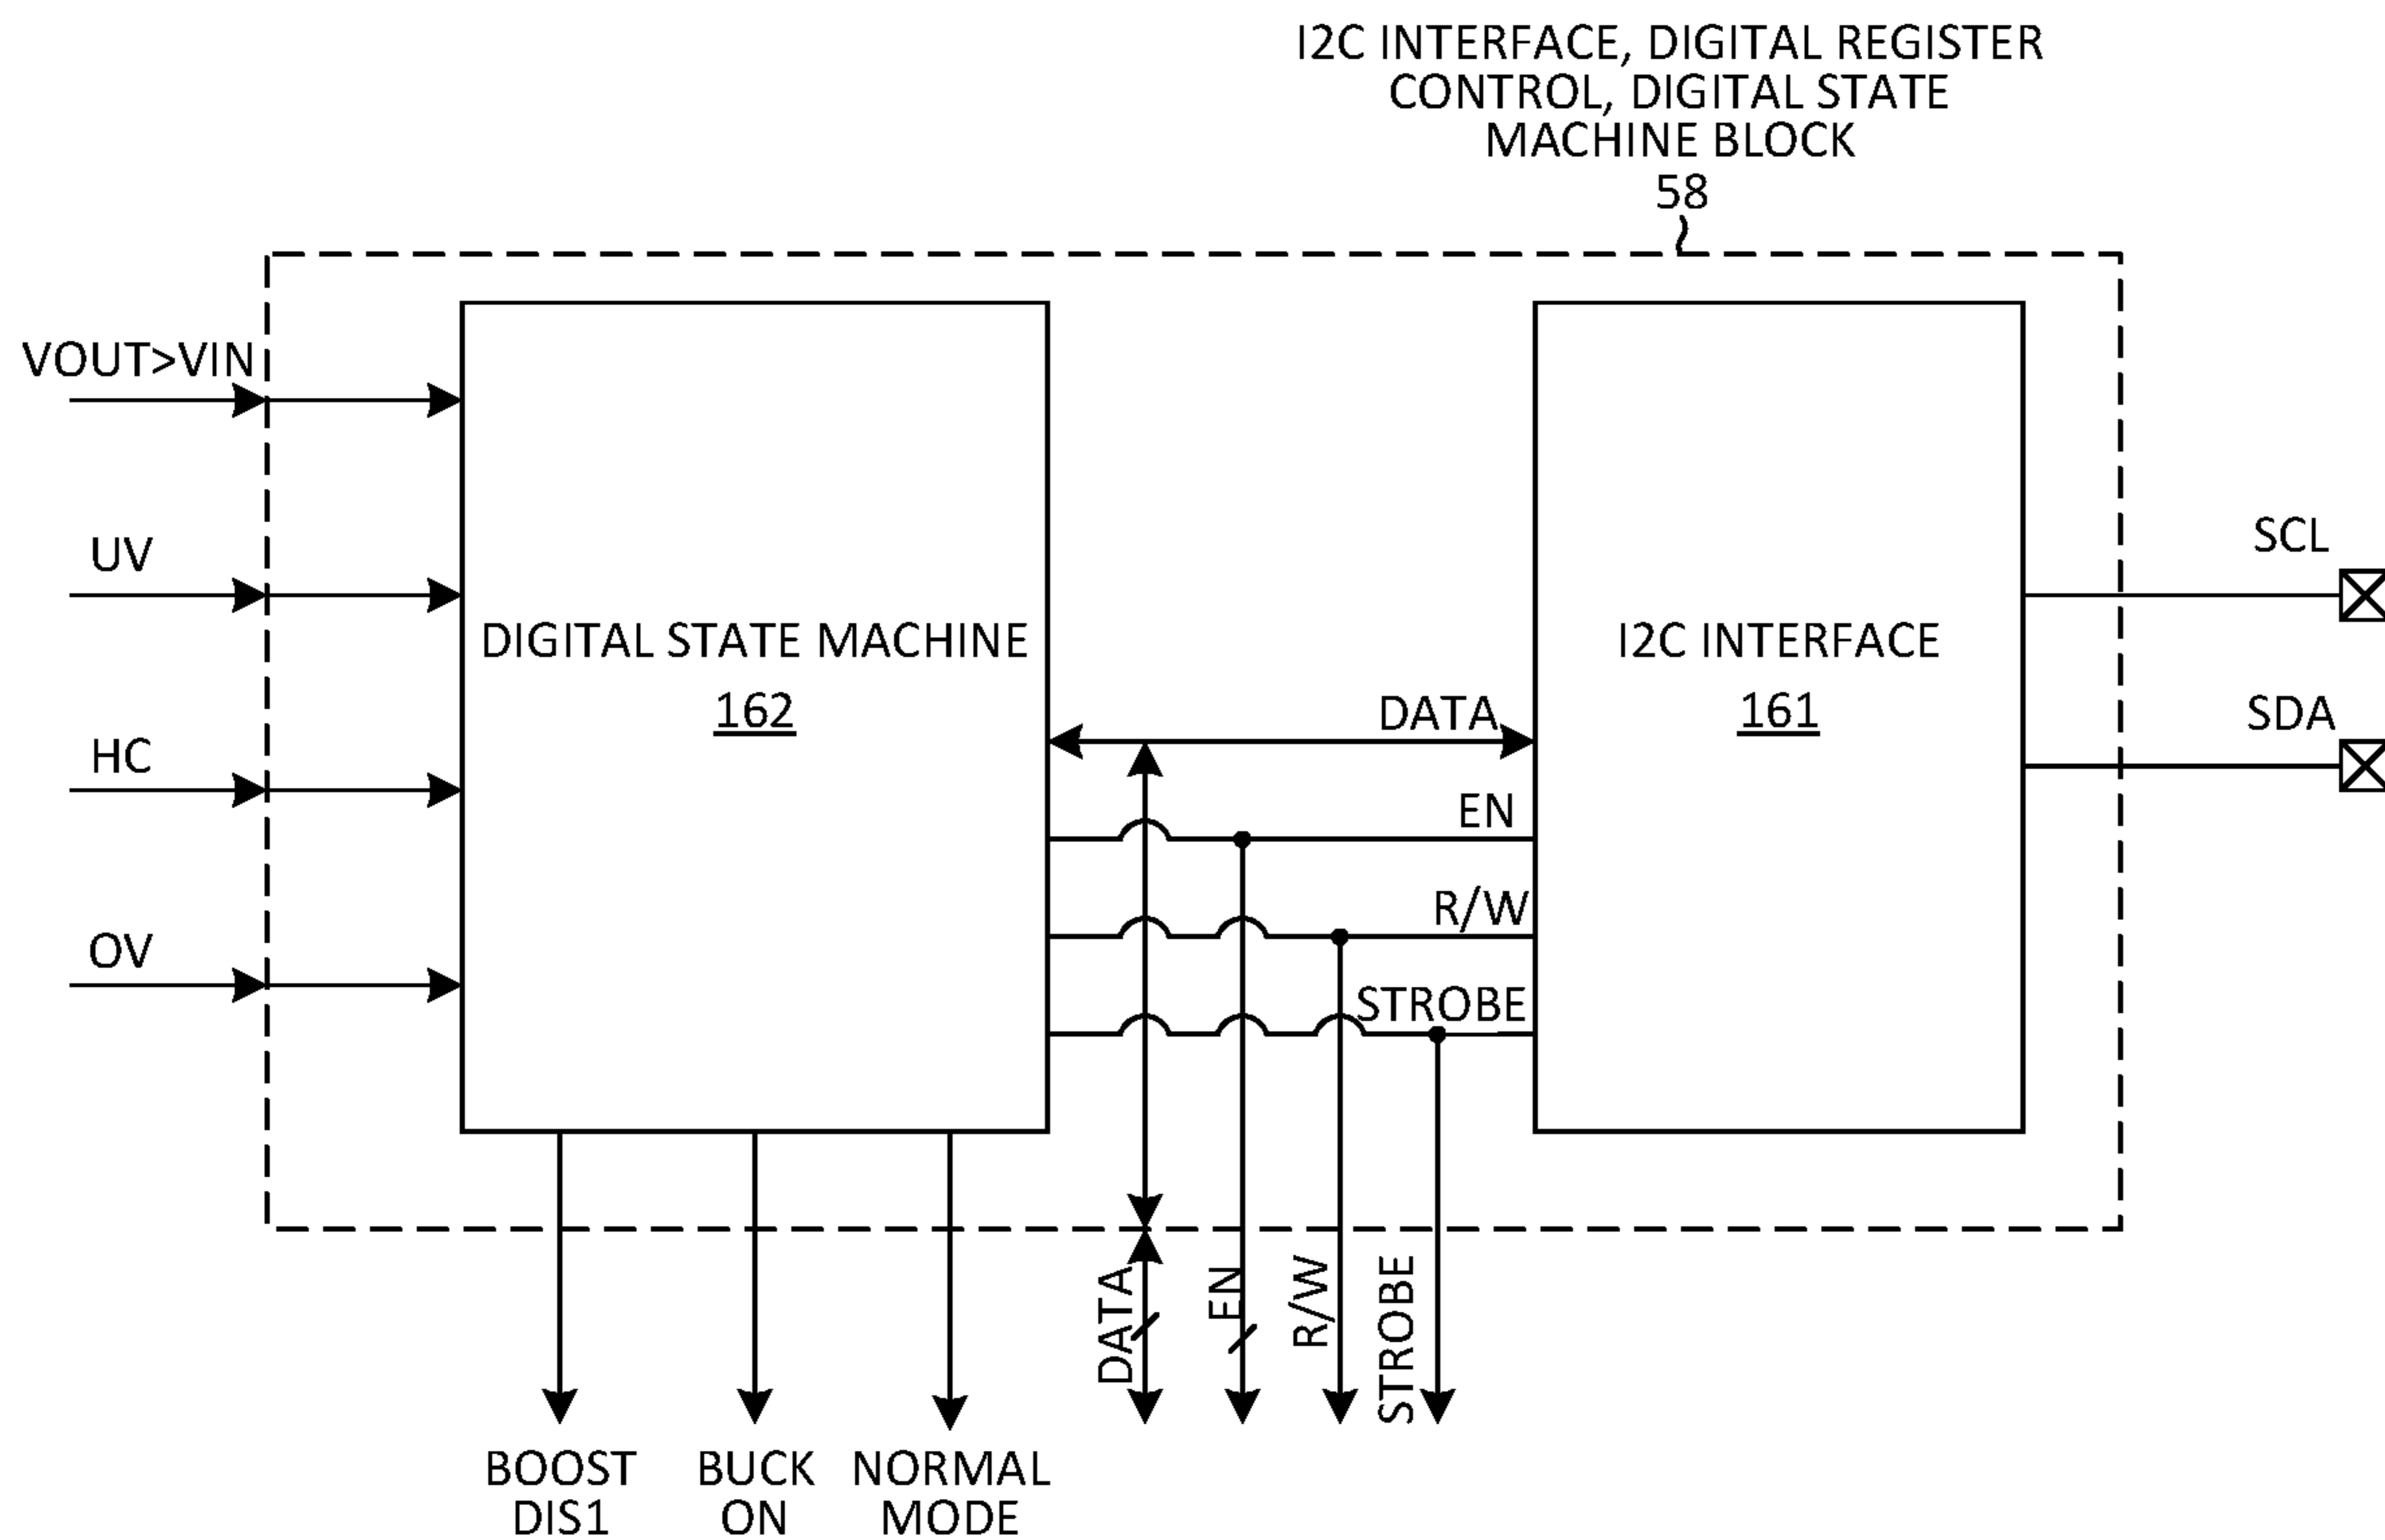 I2C INTERFACE, DIGITAL REGISTER
CONTROL, DIGITAL STATE
MACHINE BLOCK
58
VOUT>VIN
UV
HC
OV
DIGITAL STATE MACHINE
162
I2C INTERFACE
161
SCL
SDA
DATA
EN
R/W
STROBE
DATA
EN
R/W
STROBE
BOOST
DIS1
BUCK
ON
NORMAL
MODE